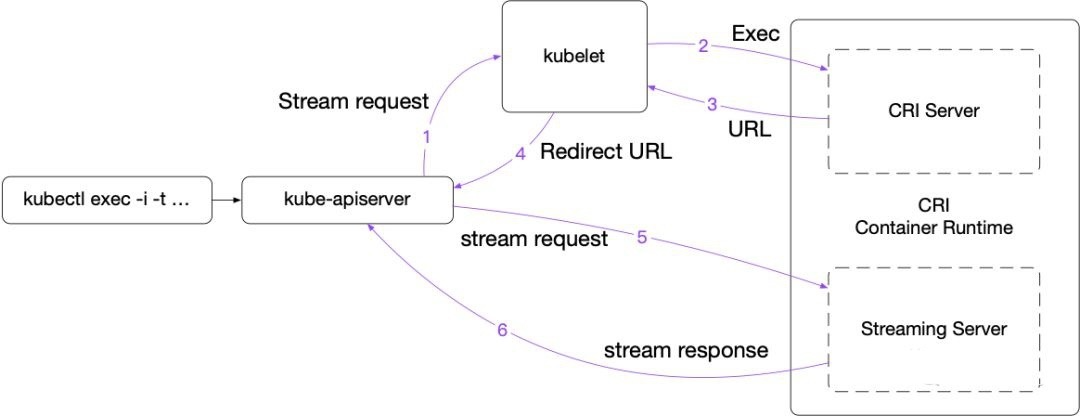 kubelet
Exec
2
CRI Server
3
URL
Stream request
1
4
Redirect URL
kubectl exec -i -t ...
kube-apiserver
CRI
Container Runtime
stream request
5
Streaming Server
6
stream response